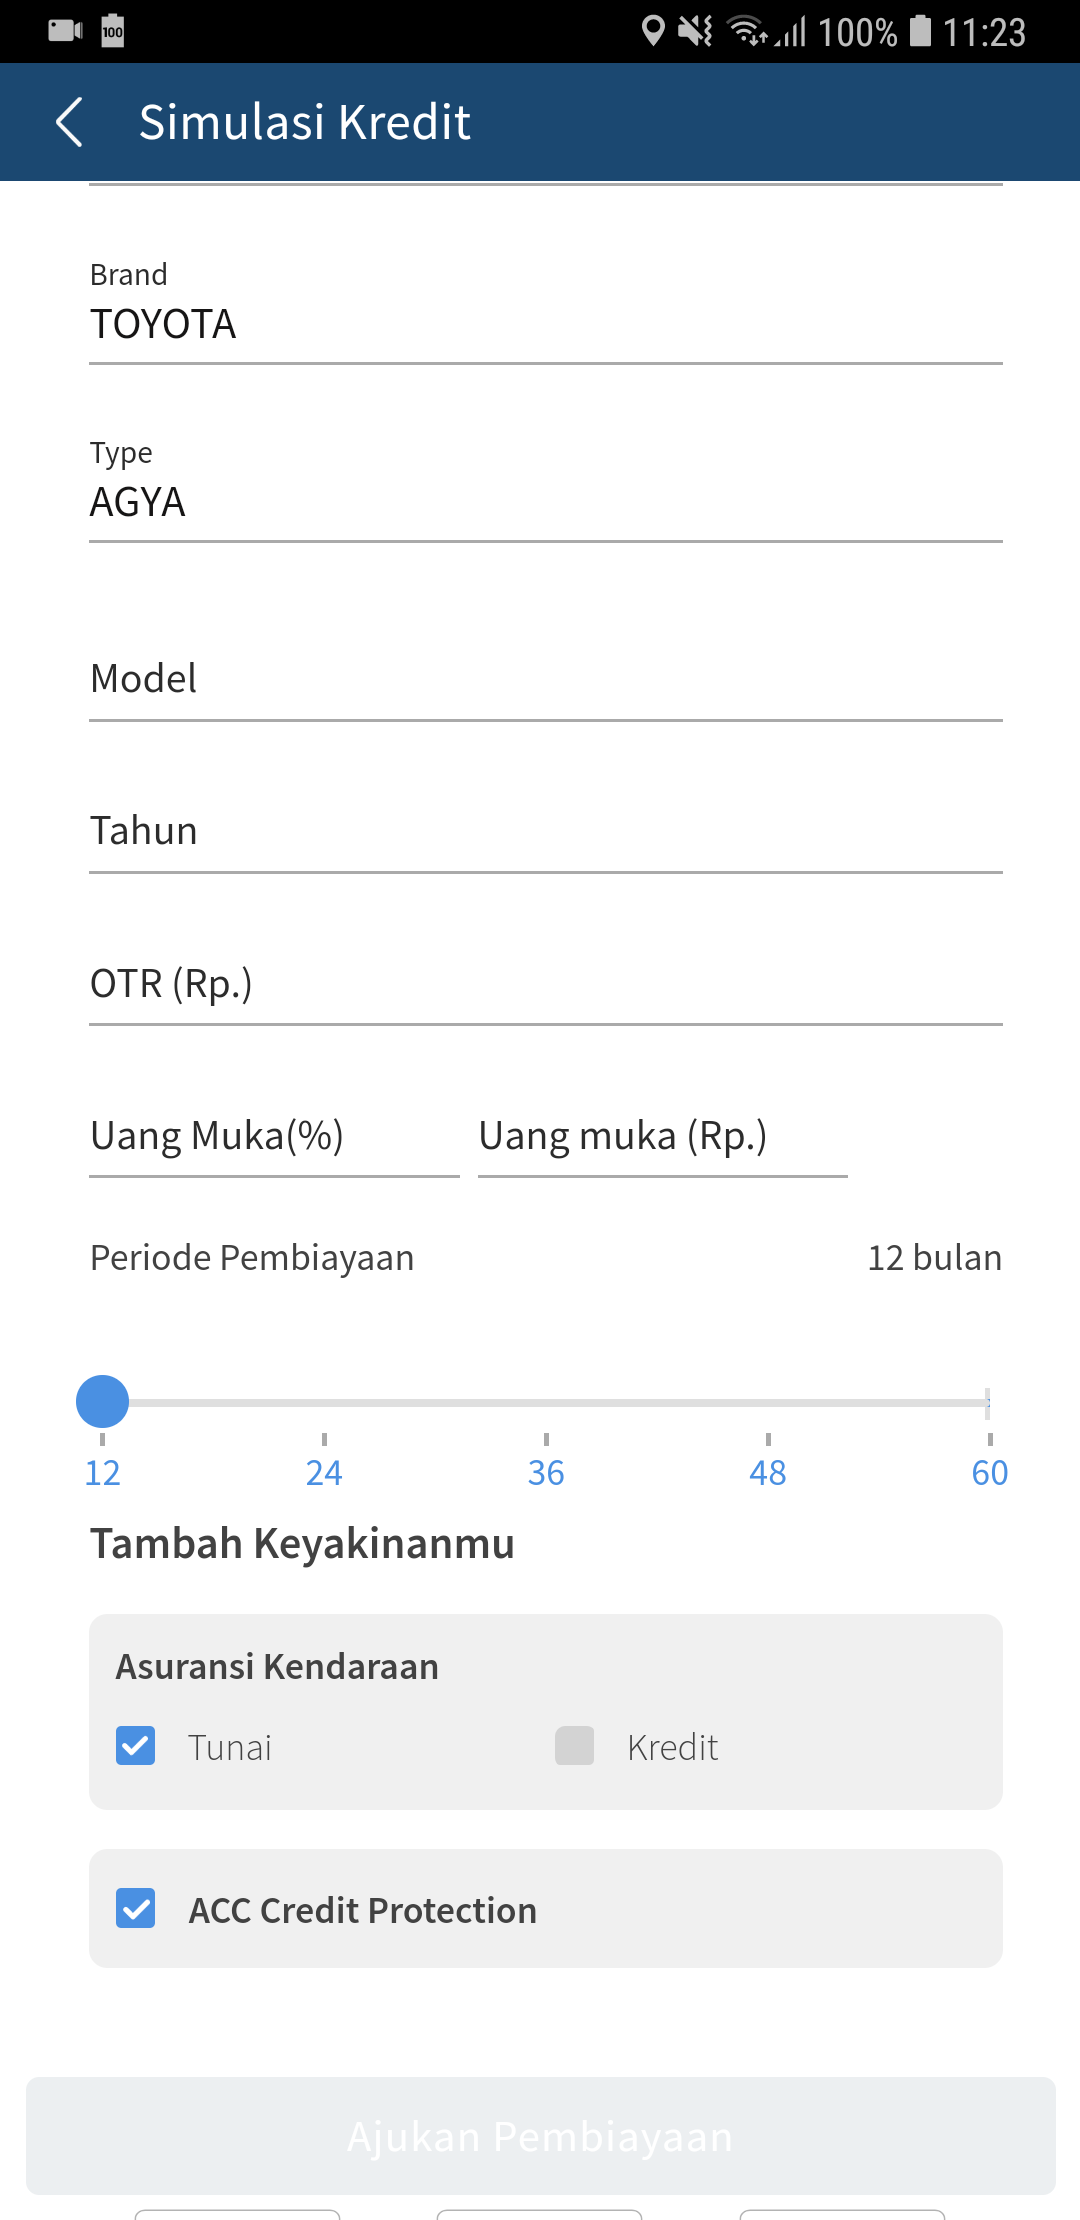 100 100% 11:23
Simulasi Kredit
Brand
TOYOTA
Type
AGYA
Model
Tahun
OTR (Rp.)
Uang Muka(%) Uang muka (Rp.)
Periode Pembiayaan 12 bulan
12 24 36 48 60
Tambah Keyakinanmu
Asuransi Kendaraan
Tunai Kredit
ACC Credit Protection
Ajukan Pembiayaan